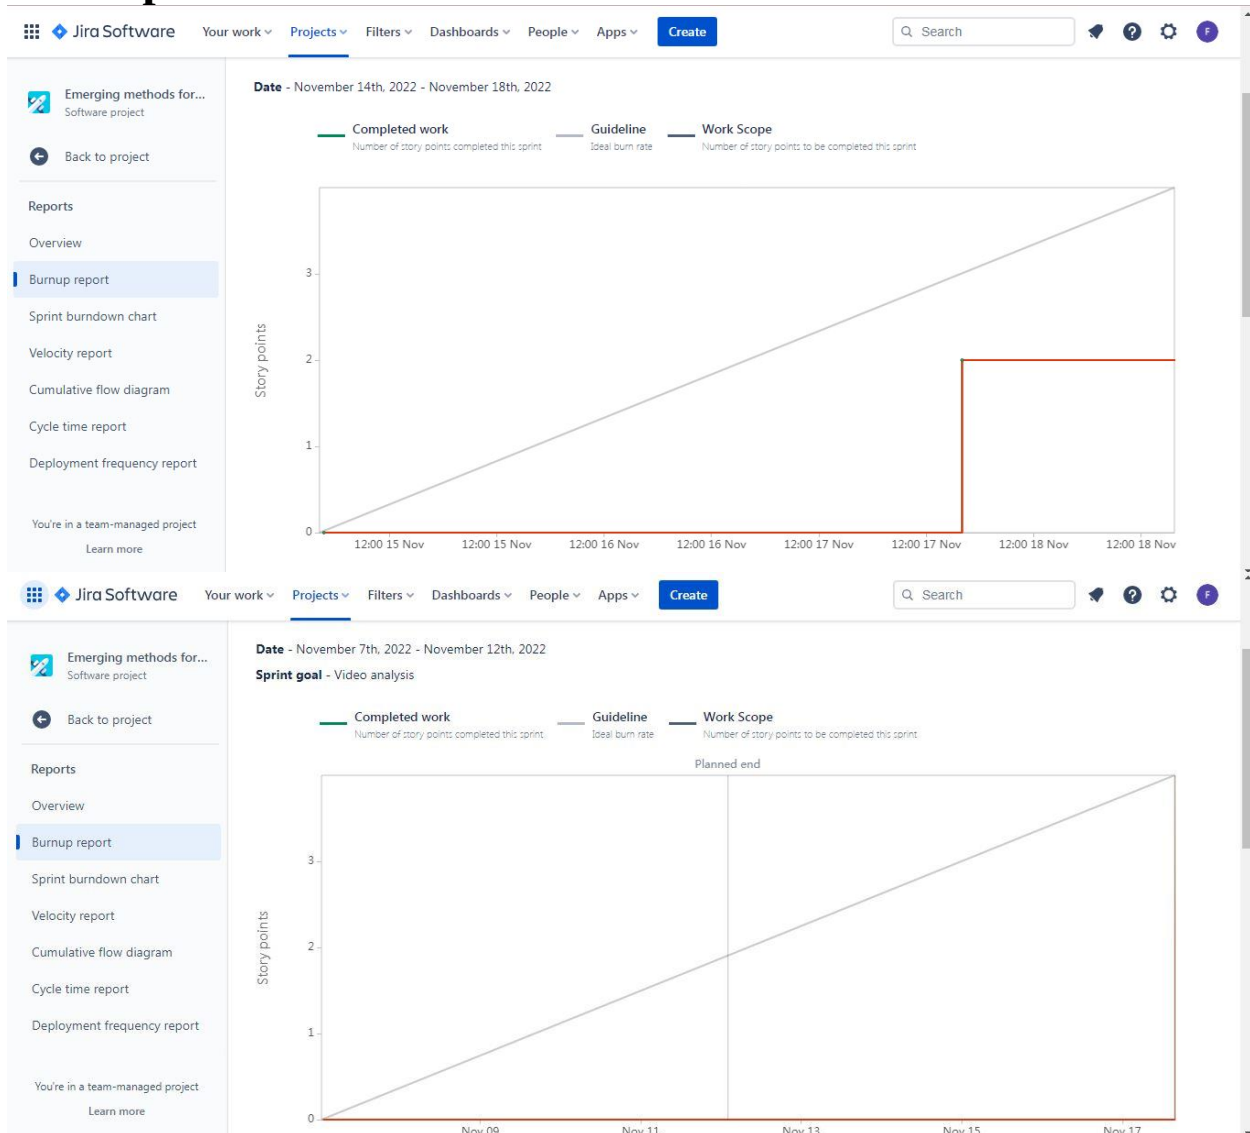 Jira Software Your work Projects Filters Dashboards People Apps Create Search F
Emerging methods for...
Software project
Back to project
Reports
Overview
Burnup report
Sprint burndown chart
Velocity report
Cumulative flow diagram
Cycle time report
Deployment frequency report
You're in a team-managed project
Learn more
Date - November 14th, 2022 - November 18th, 2022
Completed work Guideline Work Scope
Number of story points completed this sprint Ideal burn rate Number of story points to be completed this sprint
Story points
3
2
1
0
12:00 15 Nov 12:00 15 Nov 12:00 16 Nov 12:00 16 Nov 12:00 17 Nov 12:00 17 Nov 12:00 18 Nov 12:00 18 Nov
Jira Software Your work Projects Filters Dashboards People Apps Create Search F
Emerging methods for...
Software project
Back to project
Reports
Overview
Burnup report
Sprint burndown chart
Velocity report
Cumulative flow diagram
Cycle time report
Deployment frequency report
You're in a team-managed project
Learn more
Date - November 7th, 2022 - November 12th, 2022
Sprint goal - Video analysis
Completed work Guideline Work Scope
Number of story points completed this sprint Ideal burn rate Number of story points to be completed this sprint
Planned end
Story points
3
2
1
0
Nov 09 Nov 11 Nov 13 Nov 15 Nov 17